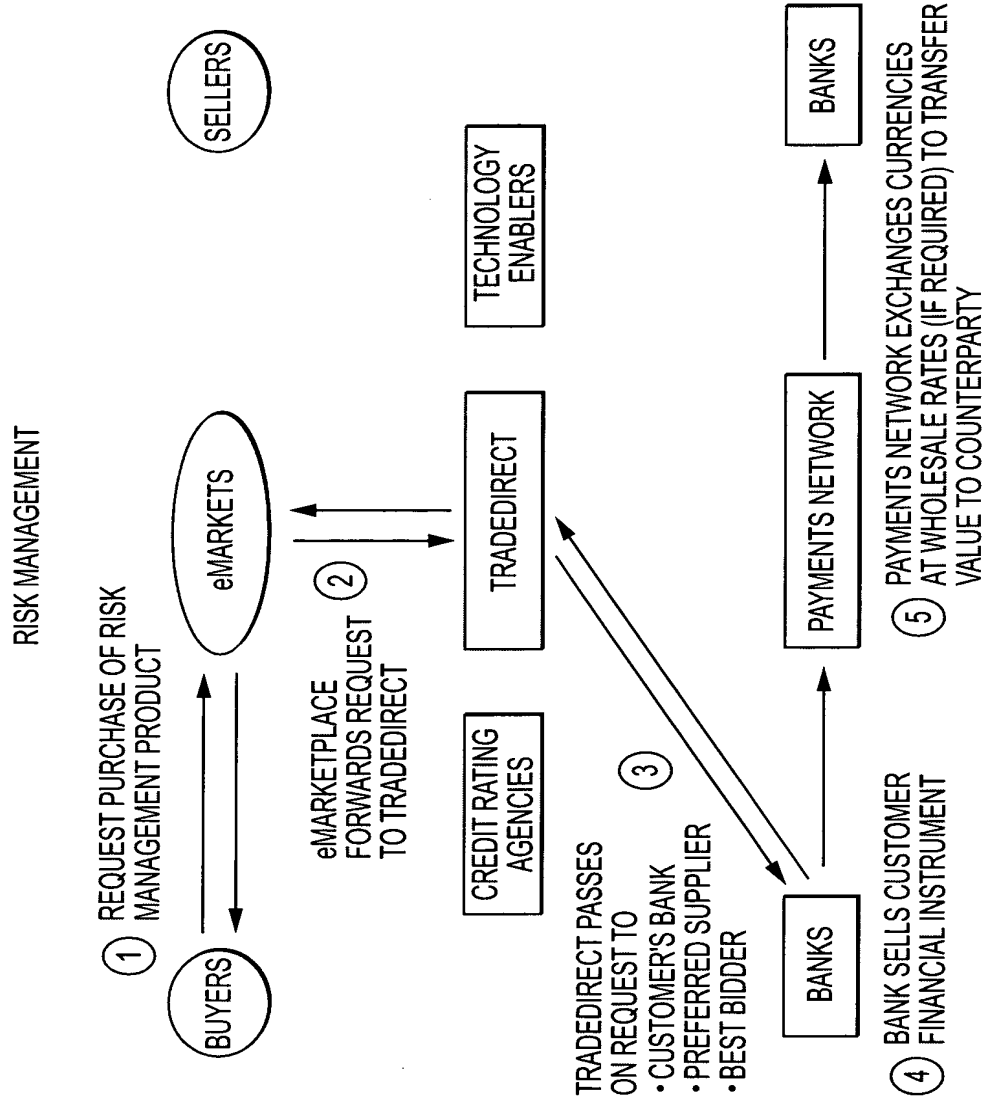 RISK MANAGEMENT
1
REQUEST PURCHASE OF RISK
MANAGEMENT PRODUCT
BUYERS
eMARKETS
SELLERS
2
eMARKETPLACE
FORWARDS REQUEST
TO TRADEDIRECT
CREDIT RATING
AGENCIES
TRADEDIRECT
TECHNOLOGY
ENABLERS
3
TRADEDIRECT PASSES
ON REQUEST TO
• CUSTOMER'S BANK
• PREFERRED SUPPLIER
• BEST BIDDER
BANKS
PAYMENTS NETWORK
BANKS
4
BANK SELLS CUSTOMER
FINANCIAL INSTRUMENT
5
PAYMENTS NETWORK EXCHANGES CURRENCIES
AT WHOLESALE RATES (IF REQUIRED) TO TRANSFER
VALUE TO COUNTERPARTY